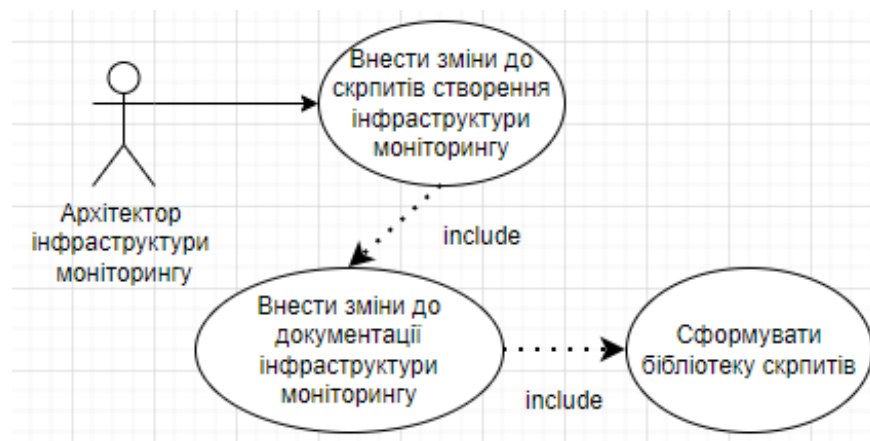 Внести зміни до
скрпитів створення
інфраструктури
моніторингу
Архітектор
інфраструктури
моніторингу
include
Внести зміни до
документації
інфраструктури
моніторингу
Сформувати
бібліотеку скрпитів
include